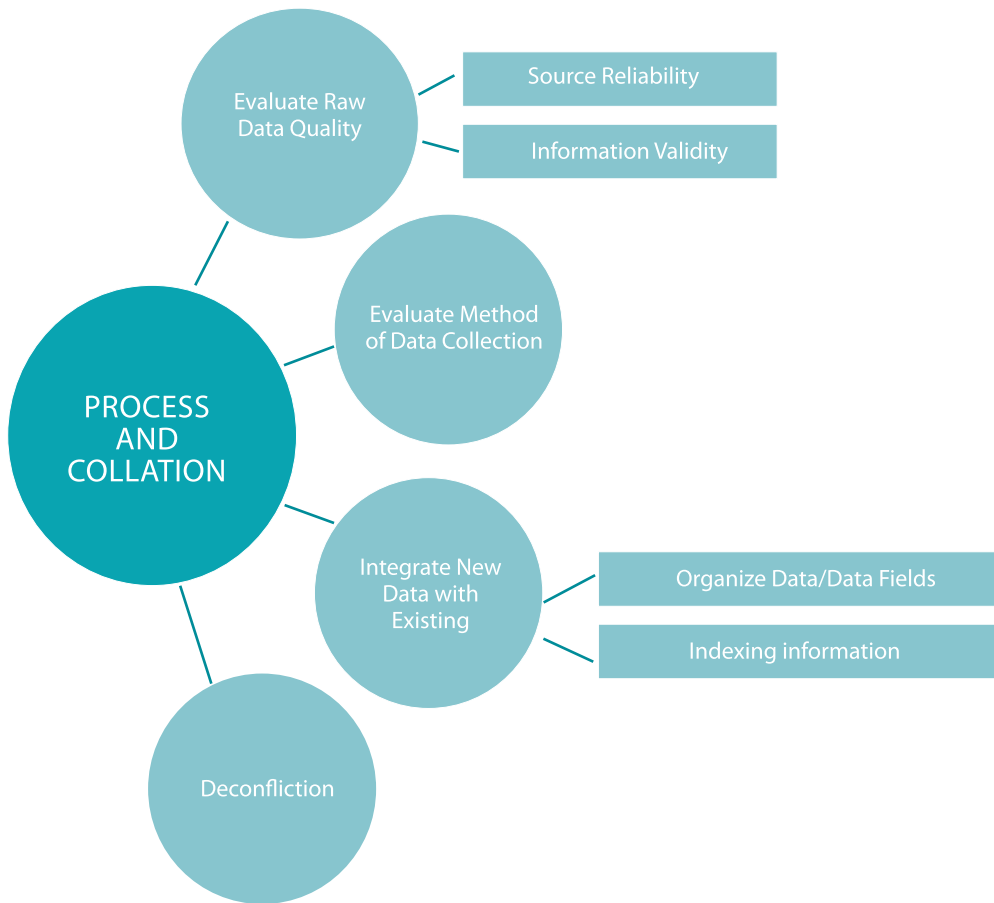 Evaluate Raw
Data Quality
Source Reliability
Information Validity
Evaluate Method
of Data Collection
PROCESS
AND
COLLATION
Integrate New
Data with
Existing
Organize Data/Data Fields
Indexing information
Deconfliction